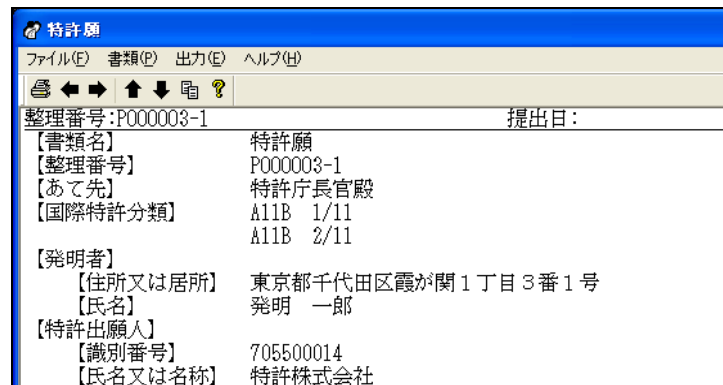 特許願
ファイル(F) 書類(P) 出力(E) ヘルプ(H)
整理番号:P000003-1 提出日:
【書類名】 特許願
【整理番号】 P000003-1
【あて先】 特許庁長官殿
【国際特許分類】 A11B 1/11
A11B 2/11
【発明者】
【住所又は居所】 東京都千代田区霞が関1丁目3番1号
【氏名】 発明 一郎
【特許出願人】
【識別番号】 705500014
【氏名又は名称】 特許株式会社